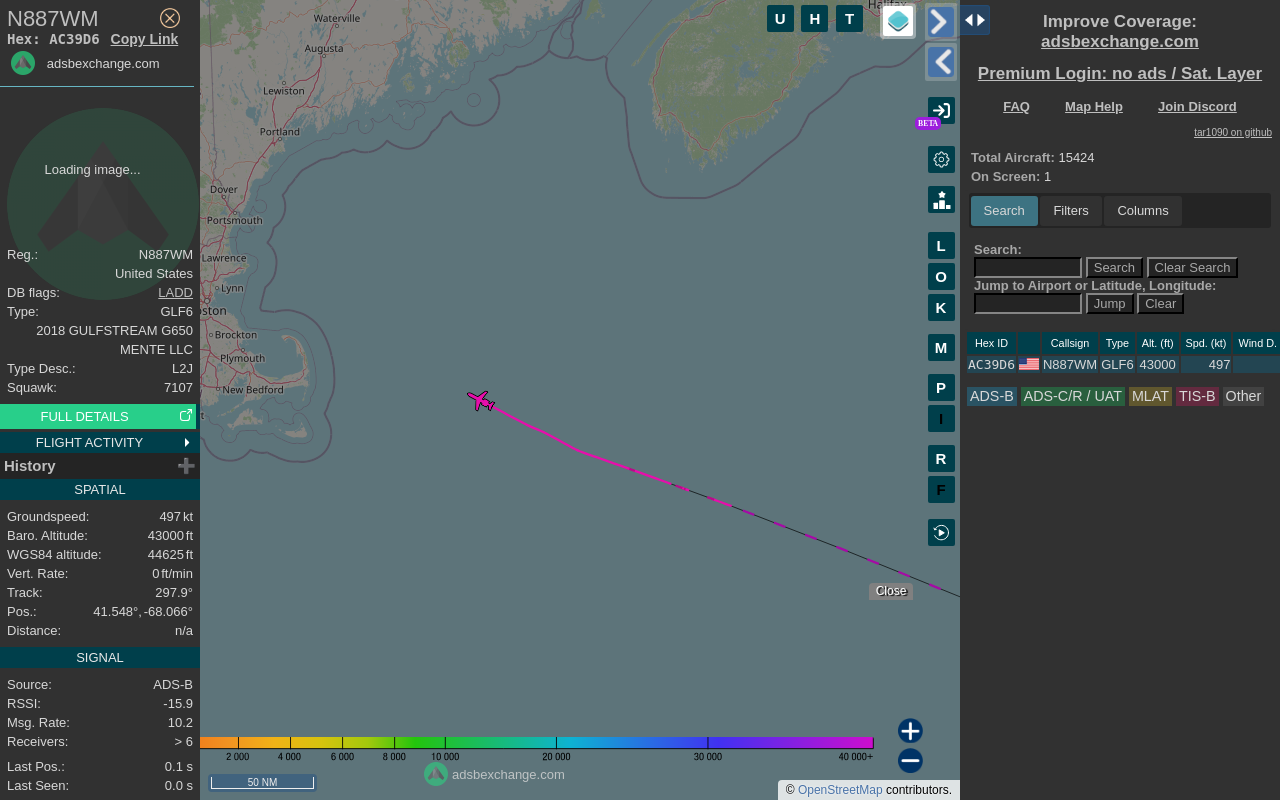 N887WM
Hex: AC39D6 Copy Link
adsbexchange.com
Loading image...
Reg.: N887WM
United States
DB flags: LADD
Type: GLF6
2018 GULFSTREAM G650
MENTE LLC
Type Desc.: L2J
Squawk: 7107
FULL DETAILS
FLIGHT ACTIVITY
History
SPATIAL
Groundspeed: 497 kt
Baro. Altitude: 43000 ft
WGS84 altitude: 44625 ft
Vert. Rate: 0 ft/min
Track: 297.9°
Pos.: 41.548°, -68.066°
Distance: n/a
SIGNAL
Source: ADS-B
RSSI: -15.9
Msg. Rate: 10.2
Receivers: > 6
Last Pos.: 0.1 s
Last Seen: 0.0 s
Waterville
Augusta
Lewiston
Portland
Dover
Portsmouth
Lawrence
Lynn
ston
Brockton
Plymouth
New Bedford
Halifax
U H T
BETA
L
O
K
M
P
I
R
F
Close
2 000 4 000 6 000 8 000 10 000 20 000 30 000 40 000+
adsbexchange.com
50 NM
© OpenStreetMap contributors.
Improve Coverage:
adsbexchange.com
Premium Login: no ads / Sat. Layer
FAQ Map Help Join Discord
tar1090 on github
Total Aircraft: 15424
On Screen: 1
Search Filters Columns
Search:
Search Clear Search
Jump to Airport or Latitude, Longitude:
Jump Clear
Hex ID Callsign Type Alt. (ft) Spd. (kt) Wind D.
AC39D6 N887WM GLF6 43000 497
ADS-B ADS-C/R / UAT MLAT TIS-B Other